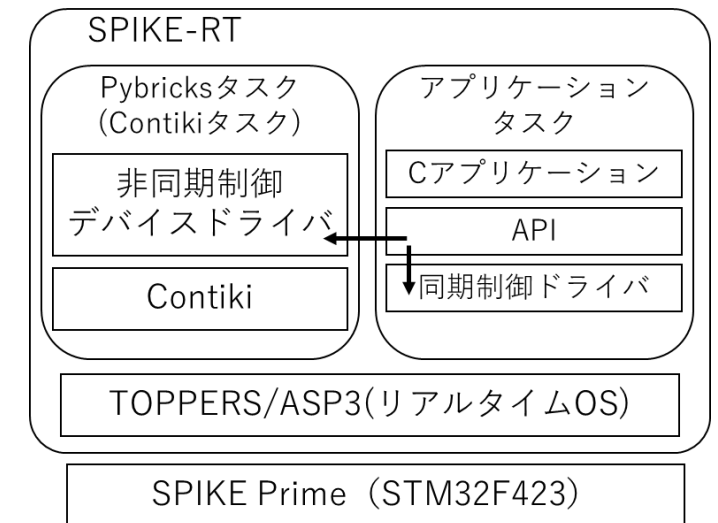 SPIKE-RT
Pybricksタスク
(Contikiタスク)
非同期制御
デバイスドライバ
Contiki
アプリケーション
タスク
Cアプリケーション
API
同期制御ドライバ
TOPPERS/ASP3(リアルタイムOS)
SPIKE Prime（STM32F423）